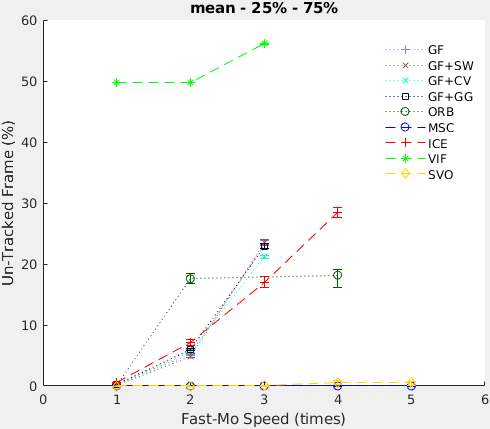 mean - 25% - 75%
60
50
40
30
20
10
0
Un-Tracked Frame (%)
GF
GF+SW
GF+CV
GF+GG
ORB
MSC
ICE
VIF
SVO
0 1 2 3 4 5 6
Fast-Mo Speed (times)